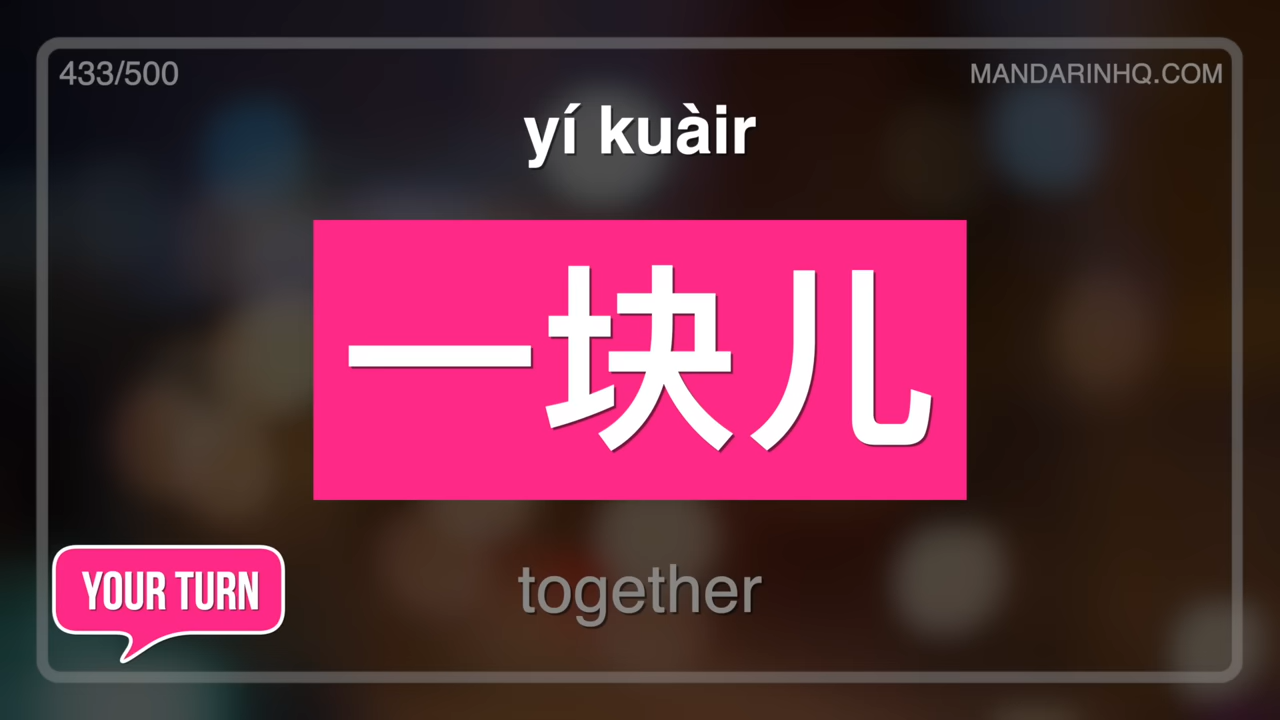 433/500
MANDARINHQ.COM
yí kuàir
一块儿
together
YOUR TURN